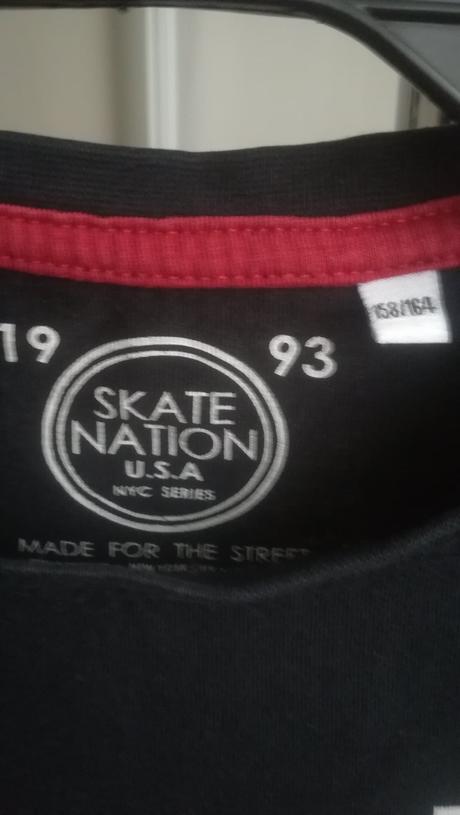 158/164
19 93
SKATE
NATION
U.S.A
NYC SERIES
MADE FOR THE STREET